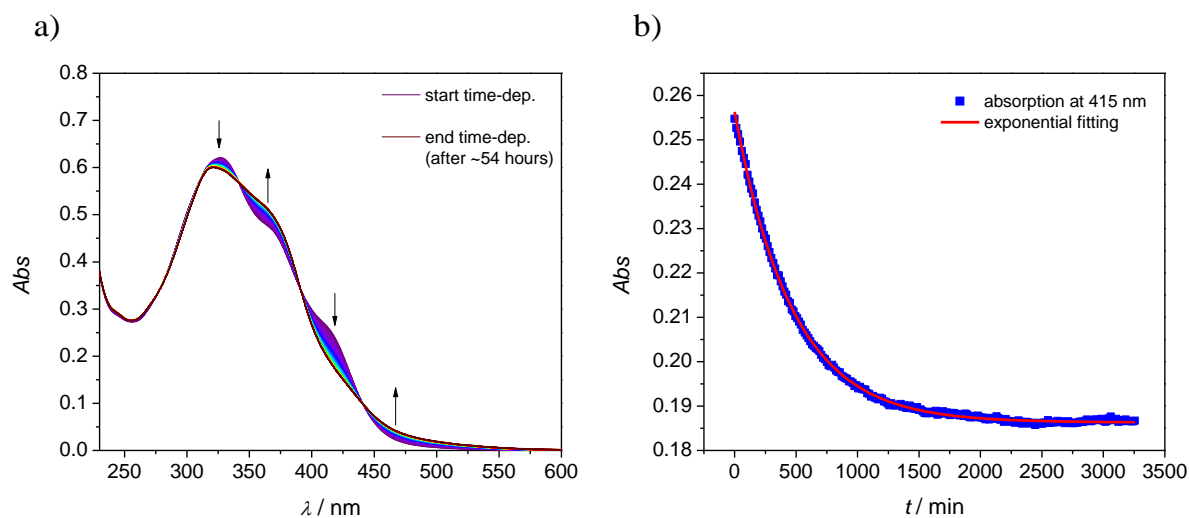 a)
b)
0.8
0.7
0.6
0.5
0.4
0.3
0.2
0.1
0.0
Abs
250 300 350 400 450 500 550 600
λ / nm
start time-dep.
end time-dep.
(after ~54 hours)
0.26
0.25
0.24
0.23
0.22
0.21
0.20
0.19
0.18
Abs
0 500 1000 1500 2000 2500 3000 3500
t / min
absorption at 415 nm
exponential fitting